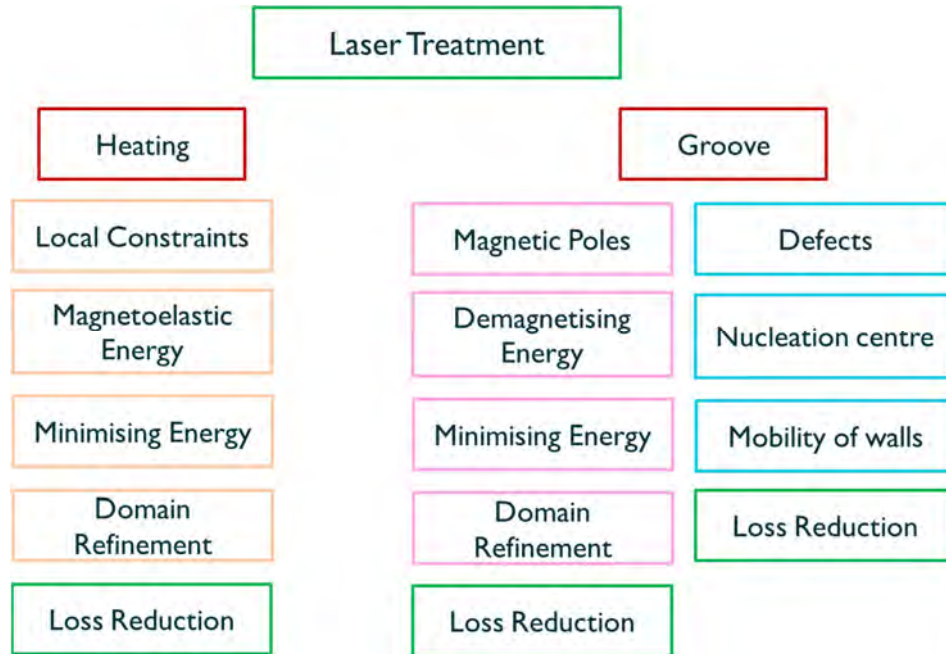 Laser Treatment
Heating
Groove
Local Constraints
Magnetic Poles
Defects
Magnetoelastic
Energy
Demagnetising
Energy
Nucleation centre
Minimising Energy
Minimising Energy
Mobility of walls
Domain
Refinement
Domain
Refinement
Loss Reduction
Loss Reduction
Loss Reduction